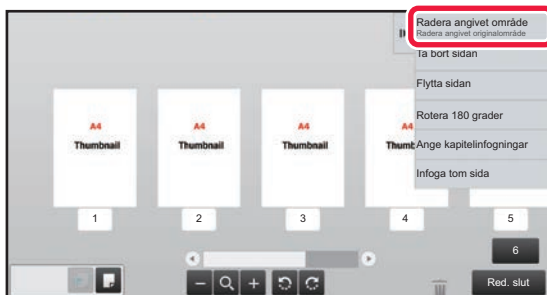 Radera angivet område
Radera angivet originalområde
Ta bort sidan
Flytta sidan
Rotera 180 grader
Ange kapitelinfogningar
Infoga tom sida
A4
Thumbnail
A4
Thumbnail
A4
Thumbnail
A4
Thumb
1
2
3
4
5
6
Red. slut